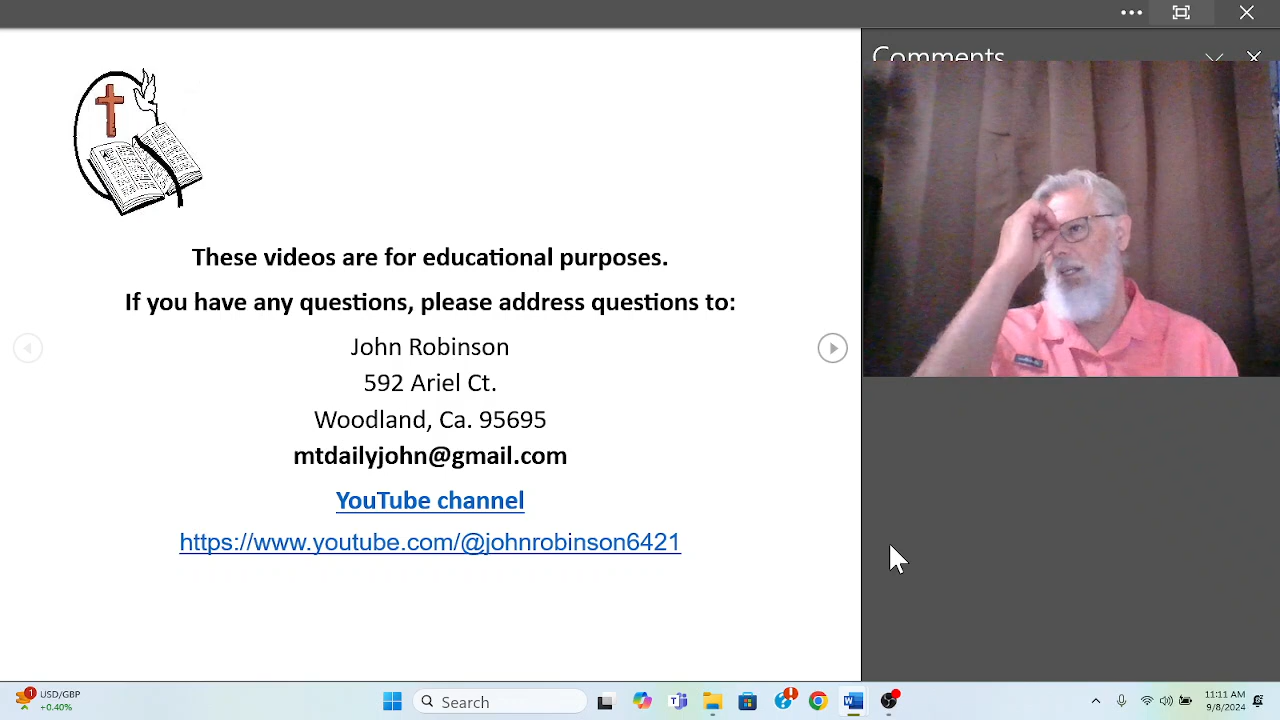 Comments
These videos are for educational purposes.
If you have any questions, please address questions to:
John Robinson
592 Ariel Ct.
Woodland, Ca. 95695
mtdailyjohn@gmail.com
YouTube channel
https://www.youtube.com/@johnrobinson6421
1
USD/GBP
+0.40%
Search
11:11 AM
9/8/2024